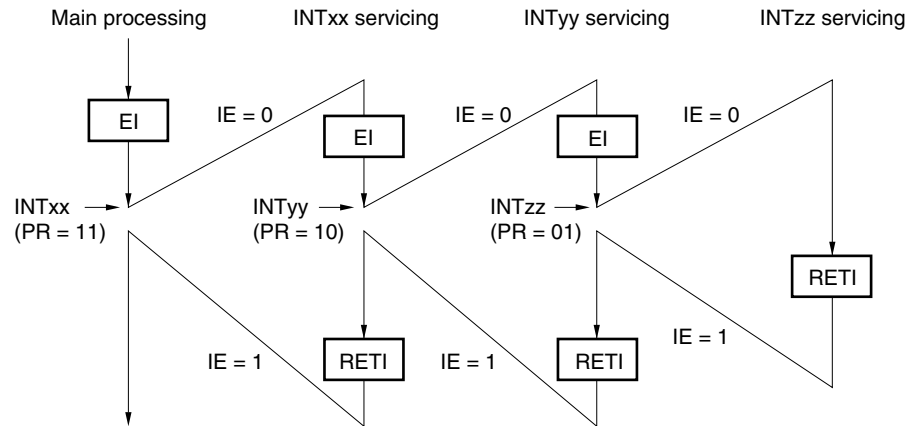 Main processing
INTxx servicing
INTyy servicing
INTzz servicing
EI
IE = 0
EI
IE = 0
EI
IE = 0
INTxx
(PR = 11)
INTyy
(PR = 10)
INTzz
(PR = 01)
RETI
IE = 1
RETI
IE = 1
RETI
IE = 1